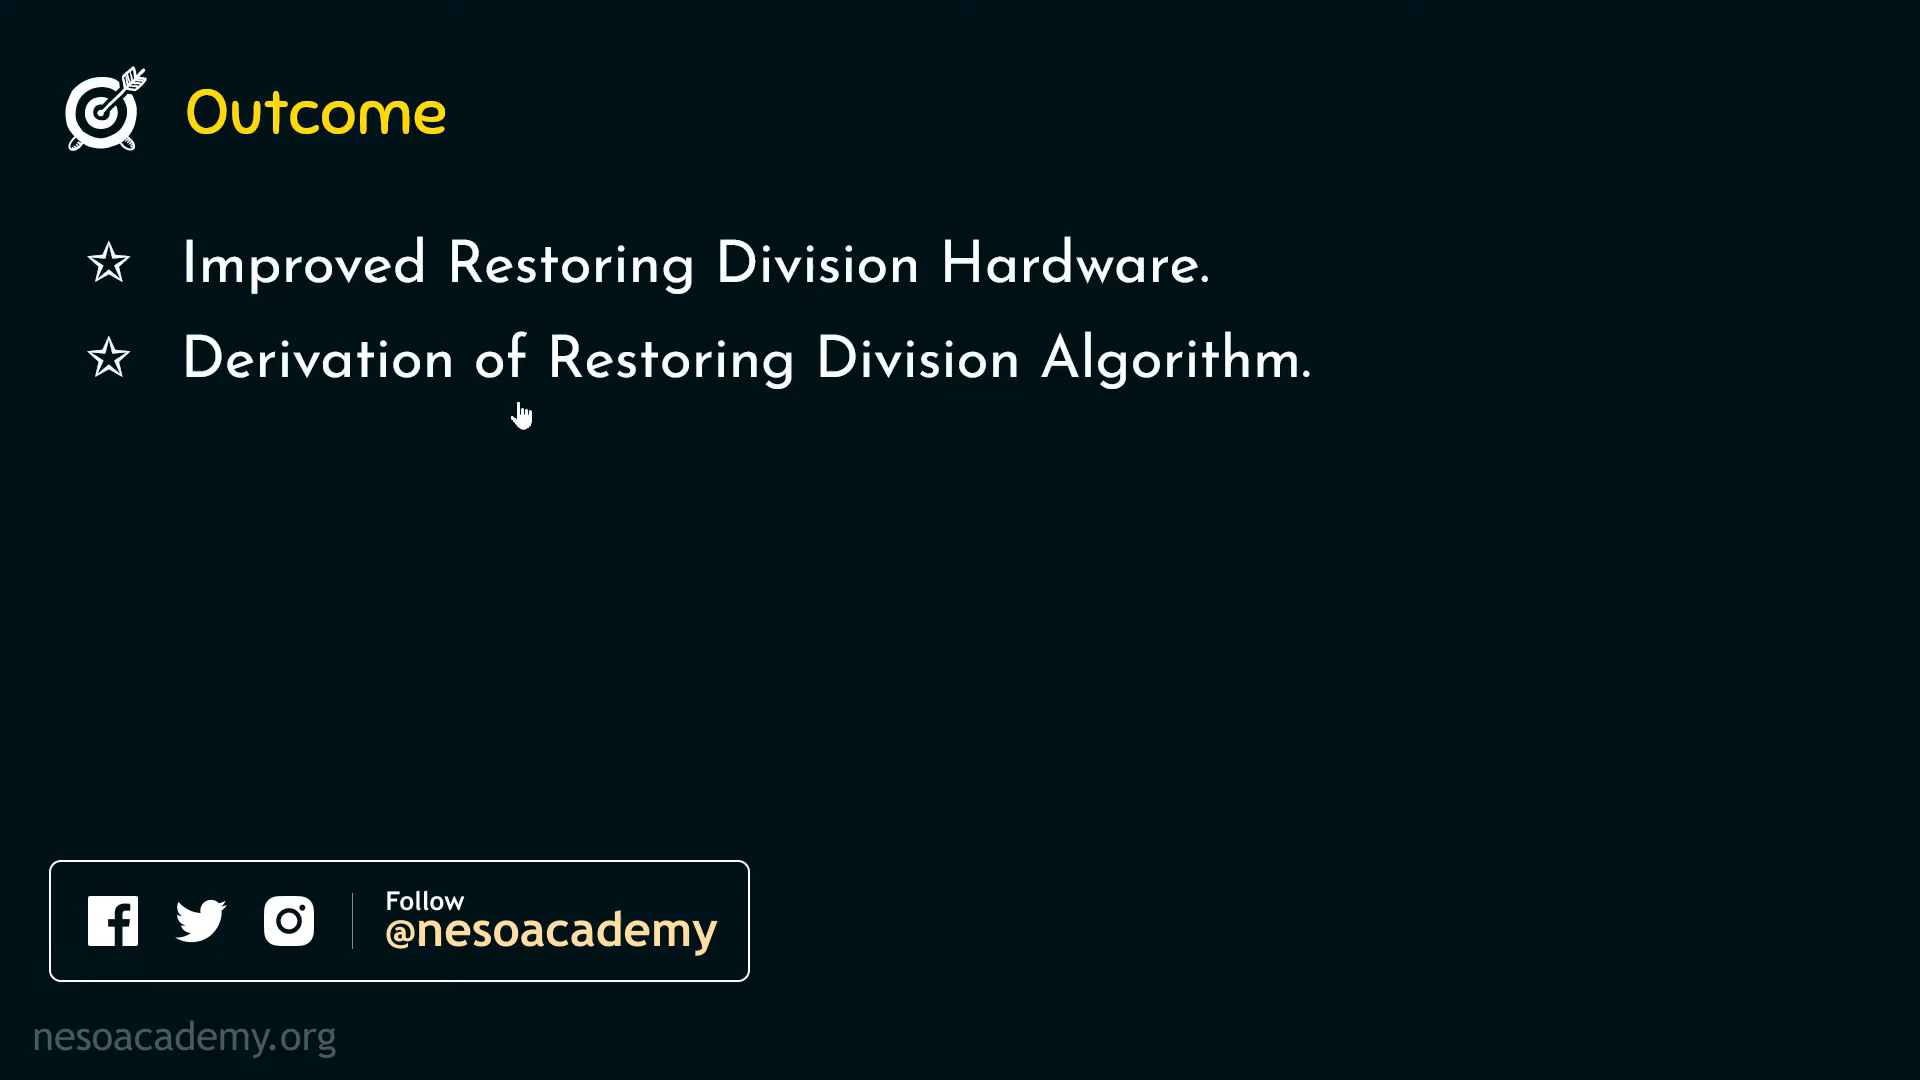 Outcome
☆ Improved Restoring Division Hardware.
☆ Derivation of Restoring Division Algorithm.
Follow
@nesoacademy
nesoacademy.org